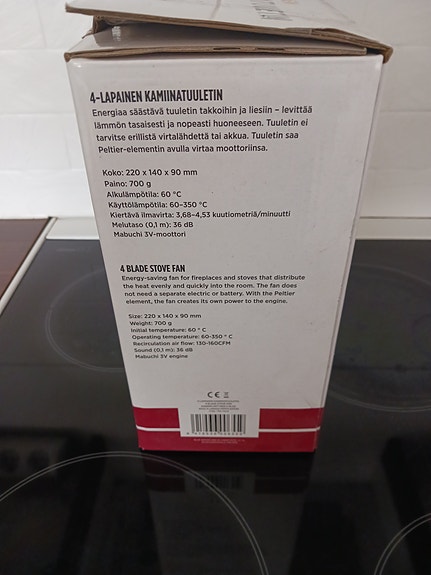 4-LAPAINEN KAMIINATUULETIN
Energiaa säästävä tuuletin takkoihin ja liesiin – levittää
lämmön tasaisesti ja nopeasti huoneeseen. Tuuletin ei
tarvitse erillistä virtalähdettä tai akkua. Tuuletin saa
Peltier-elementin avulla virtaa moottoriinsa.
Koko: 220 x 140 x 90 mm
Paino: 700 g
Alkulämpötila: 60 °C
Käyttölämpötila: 60–350 °C
Kiertävä ilmavirta: 3,68–4,53 kuutiometriä/minuutti
Melutaso (0,1 m): 36 dB
Mabuchi 3V-moottori
4 BLADE STOVE FAN
Energy-saving fan for fireplaces and stoves that distribute
the heat evenly and quickly into the room. The fan does
not need a separate electric or battery. With the Peltier
element, the fan creates its own power to the engine.
Size: 220 x 140 x 90 mm
Weight: 700 g
Initial temperature: 60 ° C
Operating temperature: 60-350 ° C
Recirculation air flow: 130-160CFM
Sound (0,1 m): 36 dB
Mabuchi 3V engine
CE